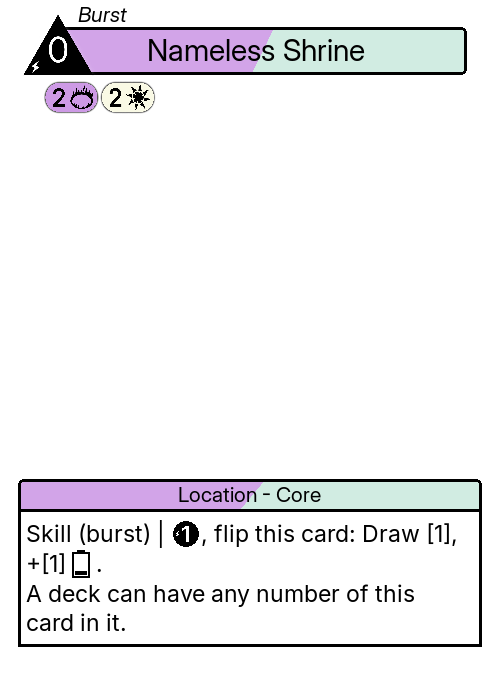 Burst
0 Nameless Shrine
2 2
Location - Core
Skill (burst) | 1, flip this card: Draw [1],
+[1] .
A deck can have any number of this
card in it.